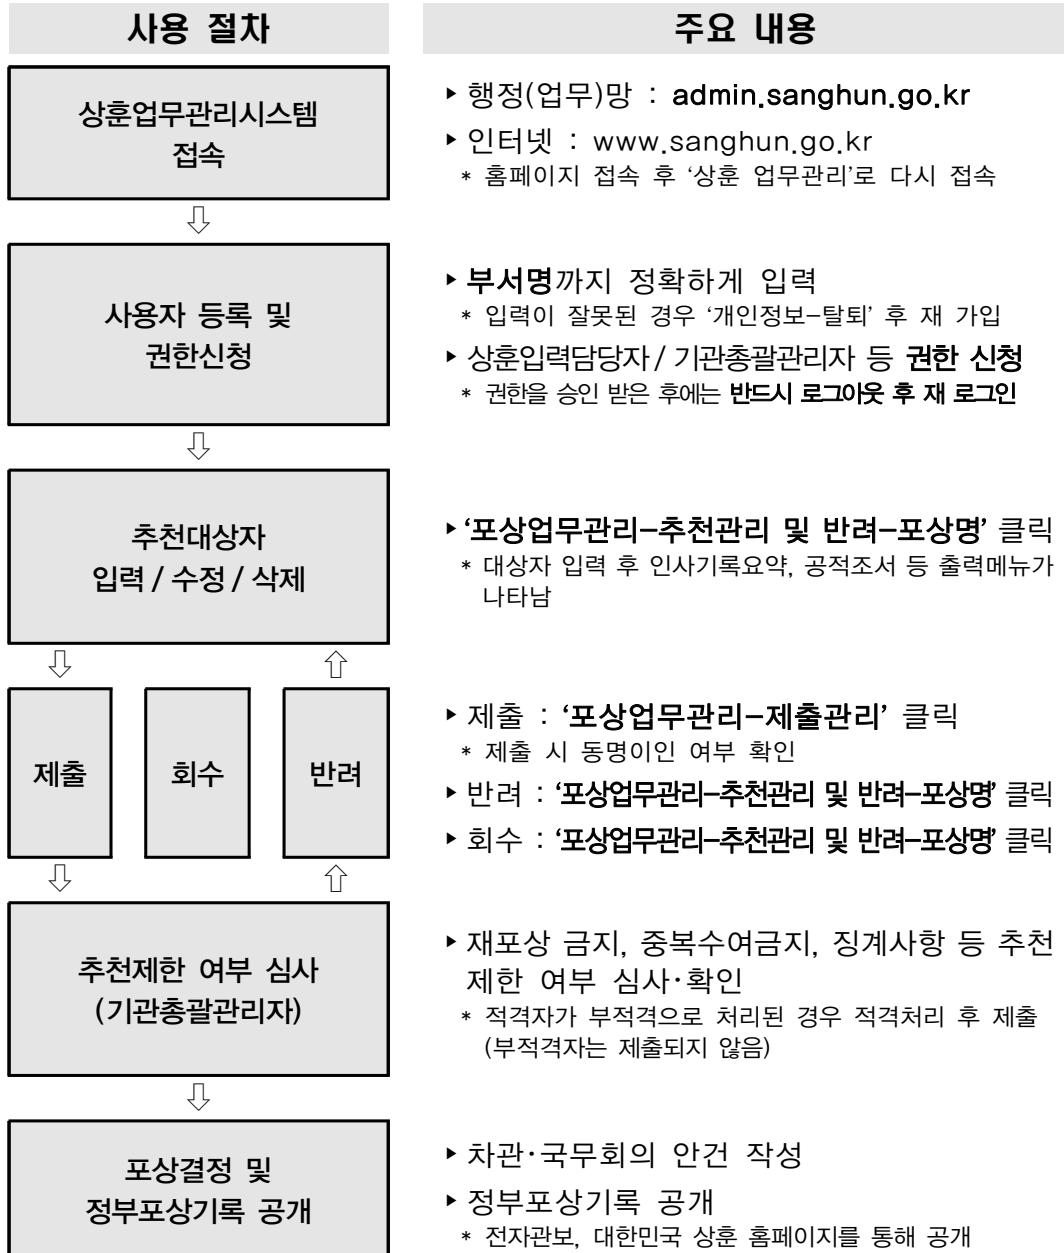 사용 절차
주요 내용
상훈업무관리시스템
접속
▸ 행정(업무)망 : admin.sanghun.go.kr
▸ 인터넷 : www.sanghun.go.kr
* 홈페이지 접속 후 ‘상훈 업무관리’로 다시 접속
⇩
사용자 등록 및
권한신청
▸ 부서명까지 정확하게 입력
* 입력이 잘못된 경우 ‘개인정보-탈퇴’ 후 재 가입
▸ 상훈입력담당자 / 기관총괄관리자 등 권한 신청
* 권한을 승인 받은 후에는 반드시 로그아웃 후 재 로그인
⇩
추천대상자
입력 / 수정 / 삭제
▸ ‘포상업무관리-추천관리 및 반려-포상명’ 클릭
* 대상자 입력 후 인사기록요약, 공적조서 등 출력메뉴가
나타남
⇩ ⇧
제출 회수 반려
▸ 제출 : ‘포상업무관리-제출관리’ 클릭
* 제출 시 동명이인 여부 확인
▸ 반려 : ‘포상업무관리-추천관리 및 반려-포상명’ 클릭
▸ 회수 : ‘포상업무관리-추천관리 및 반려-포상명’ 클릭
⇩ ⇧
추천제한 여부 심사
(기관총괄관리자)
▸ 재포상 금지, 중복수여금지, 징계사항 등 추천
제한 여부 심사·확인
* 적격자가 부적격으로 처리된 경우 적격처리 후 제출
(부적격자는 제출되지 않음)
⇩
포상결정 및
정부포상기록 공개
▸ 차관·국무회의 안건 작성
▸ 정부포상기록 공개
* 전자관보, 대한민국 상훈 홈페이지를 통해 공개